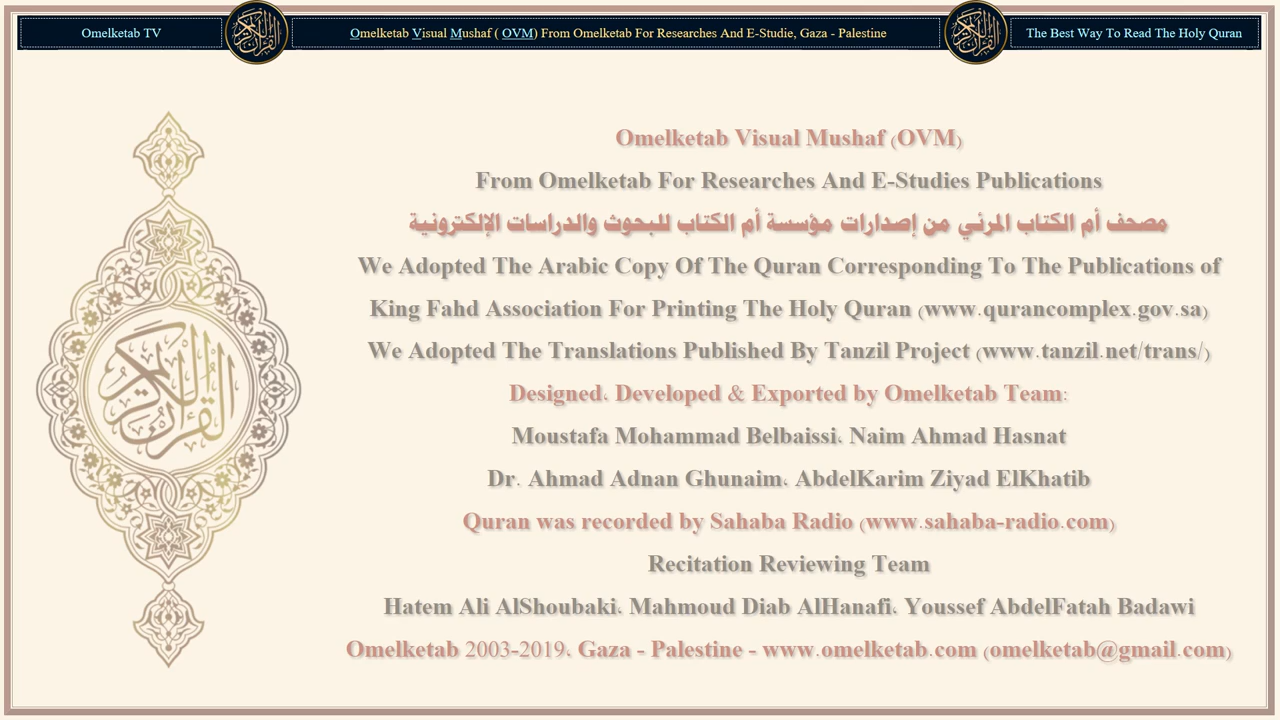 Omelketab TV
Omelketab Visual Mushaf ( OVM) From Omelketab For Researches And E-Studie, Gaza - Palestine
The Best Way To Read The Holy Quran
Omelketab Visual Mushaf (OVM)
From Omelketab For Researches And E-Studies Publications
مصحف أم الكتاب المرئي من إصدارات مؤسسة أم الكتاب للبحوث والدراسات الإلكترونية
We Adopted The Arabic Copy Of The Quran Corresponding To The Publications of
King Fahd Association For Printing The Holy Quran (www.qurancomplex.gov.sa)
We Adopted The Translations Published By Tanzil Project (www.tanzil.net/trans/)
Designed، Developed & Exported by Omelketab Team:
Moustafa Mohammad Belbaissi، Naim Ahmad Hasnat
Dr. Ahmad Adnan Ghunaim، AbdelKarim Ziyad ElKhatib
Quran was recorded by Sahaba Radio (www.sahaba-radio.com)
Recitation Reviewing Team
Hatem Ali AlShoubaki، Mahmoud Diab AlHanafi، Youssef AbdelFatah Badawi
Omelketab 2003-2019، Gaza - Palestine - www.omelketab.com (omelketab@gmail.com)
القرآن الكريم